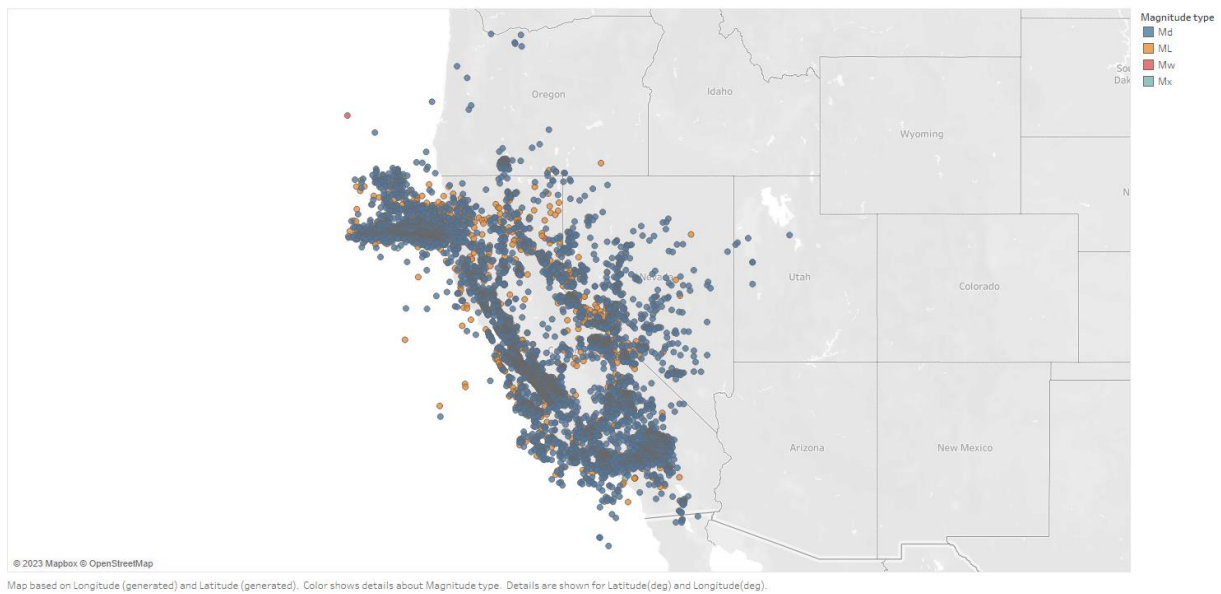 Magnitude type
Md
ML
Mw
Mx
Oregon
Idaho
Wyoming
Utah
Colorado
Arizona
New Mexico
© 2023 Mapbox © OpenStreetMap
Map based on Longitude (generated) and Latitude (generated). Color shows details about Magnitude type. Details are shown for Latitude(deg) and Longitude(deg).